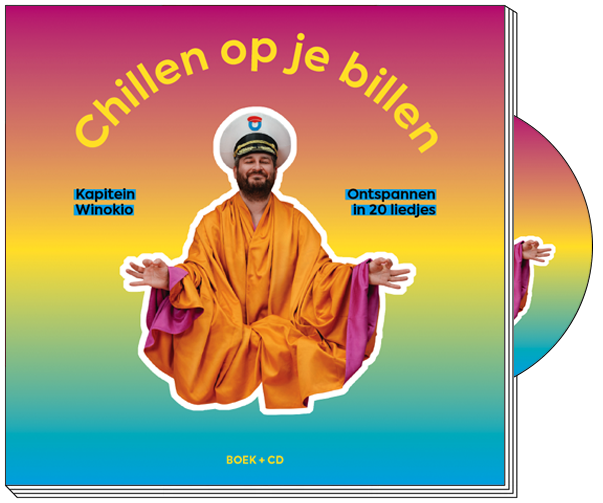 Chillen op je billen
Kapitein
Winokio
Ontspannen
in 20 liedjes
BOEK + CD